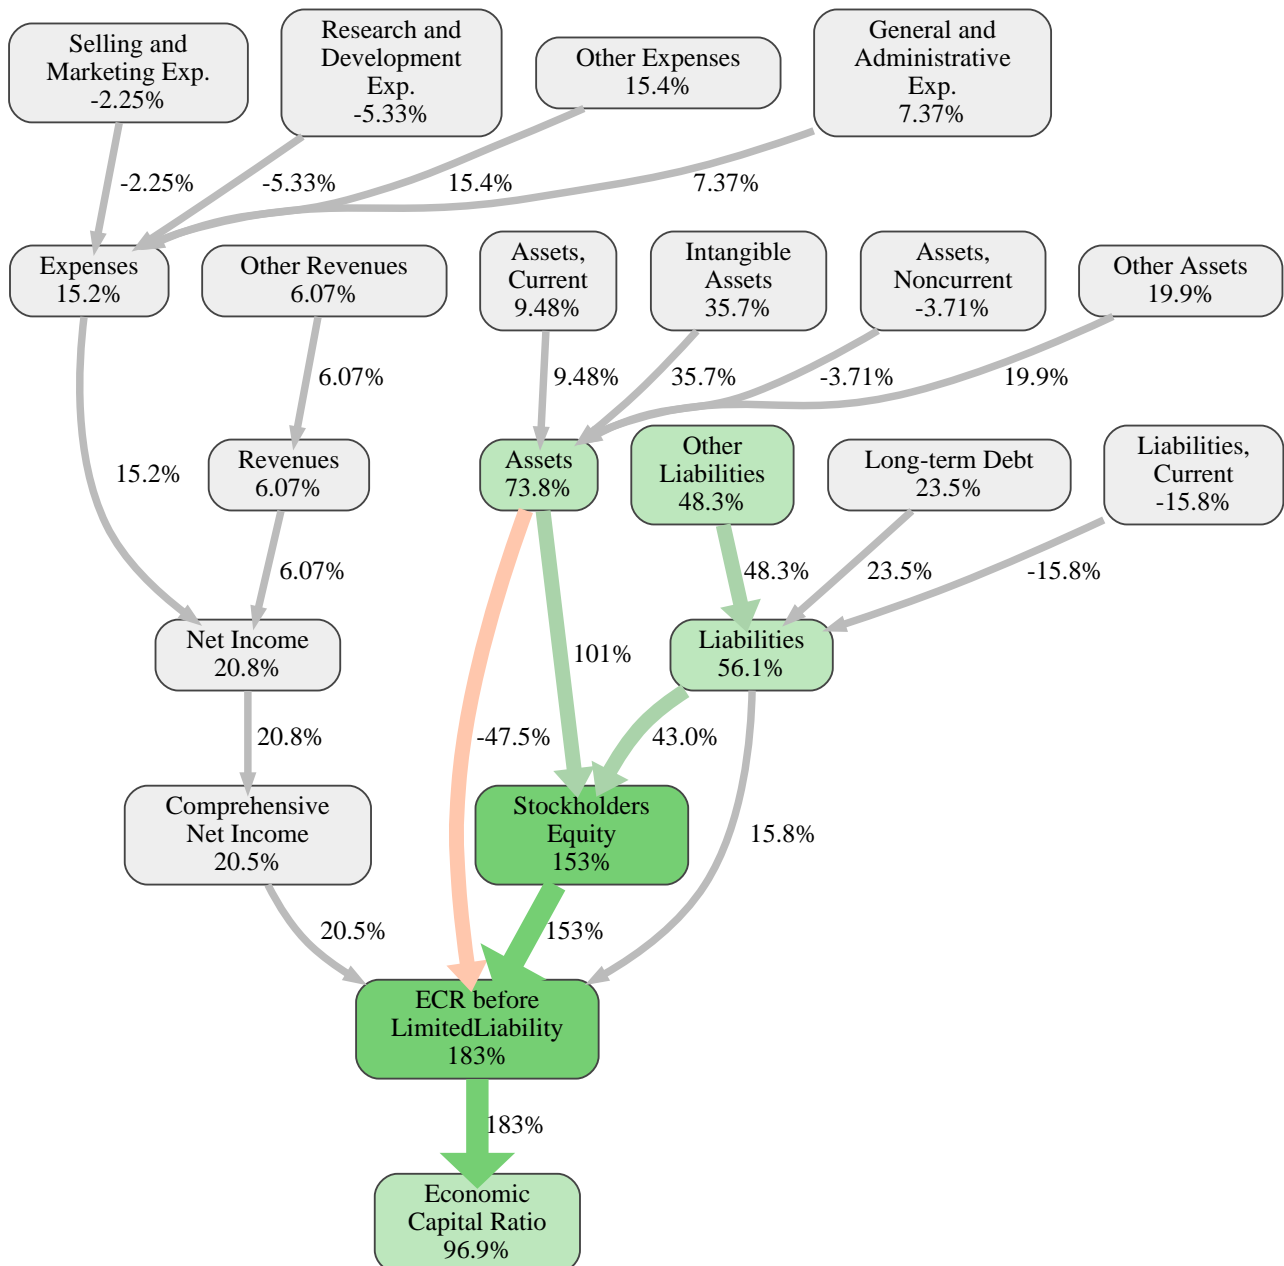 Selling and
Marketing Exp.
-2.25%
Research and
Development
Exp.
-5.33%
Other Expenses
15.4%
General and
Administrative
Exp.
7.37%
-2.25%
-5.33%
15.4%
7.37%
Expenses
15.2%
Other Revenues
6.07%
Assets,
Current
9.48%
Intangible
Assets
35.7%
Assets,
Noncurrent
-3.71%
Other Assets
19.9%
6.07%
9.48%
35.7%
-3.71%
19.9%
Revenues
6.07%
Assets
73.8%
Other
Liabilities
48.3%
Long-term Debt
23.5%
Liabilities,
Current
-15.8%
15.2%
6.07%
48.3%
23.5%
-15.8%
Net Income
20.8%
Liabilities
56.1%
101%
20.8%
-47.5%
43.0%
Comprehensive
Net Income
20.5%
Stockholders
Equity
153%
15.8%
20.5%
153%
ECR before
LimitedLiability
183%
183%
Economic
Capital Ratio
96.9%